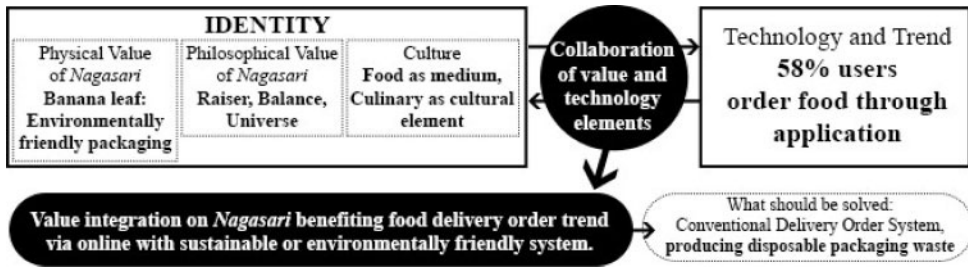 IDENTITY
Physical Value
of Nagasari
Banana leaf:
Environmentally
friendly packaging
Philosophical Value
of Nagasari
Raiser, Balance,
Universe
Culture
Food as medium,
Culinary as cultural
element
Collaboration
of value and
technology
elements
Technology and Trend
58% users
order food through
application
Value integration on Nagasari benefiting food delivery order trend
via online with sustainable or environmentally friendly system.
What should be solved:
Conventional Delivery Order System,
producing disposable packaging waste